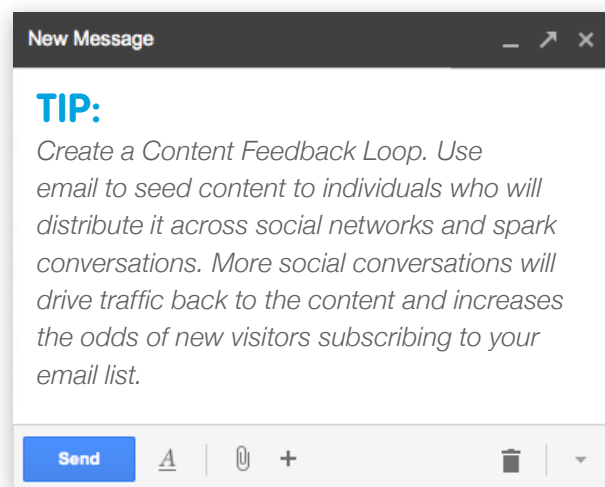 New Message
TIP:
Create a Content Feedback Loop. Use
email to seed content to individuals who will
distribute it across social networks and spark
conversations. More social conversations will
drive traffic back to the content and increases
the odds of new visitors subscribing to your
email list.
Send
A